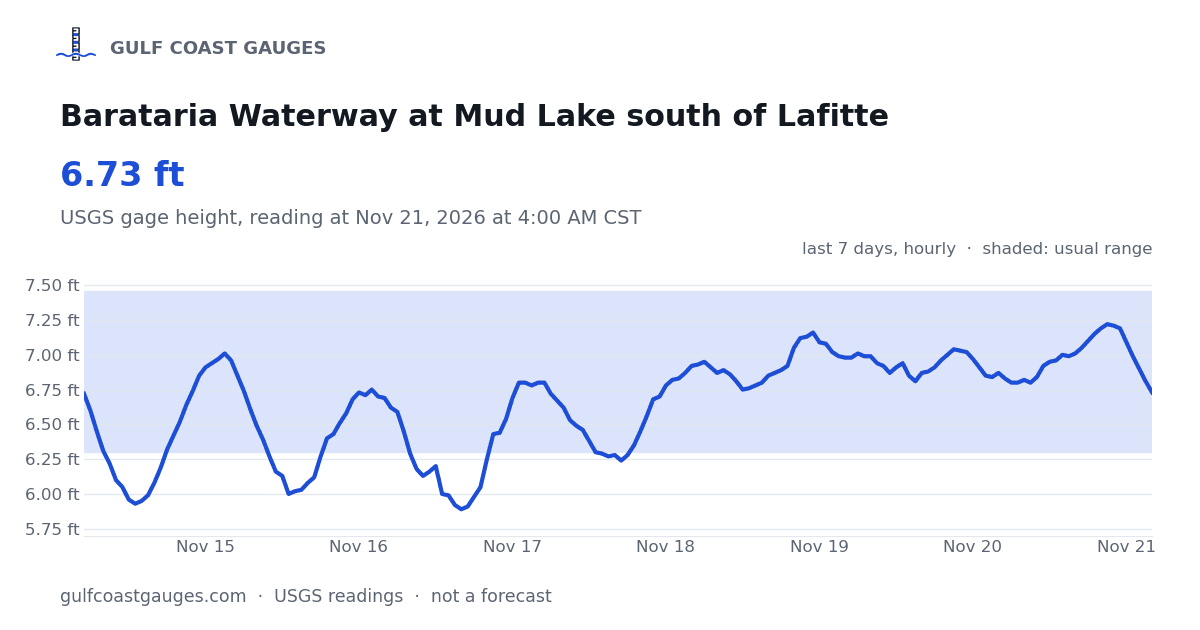 GULF COAST GAUGES
Barataria Waterway at Mud Lake south of Lafitte
6.73 ft
USGS gage height, reading at Nov 21, 2026 at 4:00 AM CST
last 7 days, hourly · shaded: usual range
7.50 ft
7.25 ft
7.00 ft
6.75 ft
6.50 ft
6.25 ft
6.00 ft
5.75 ft
Nov 15 Nov 16 Nov 17 Nov 18 Nov 19 Nov 20 Nov 21
gulfcoastgauges.com · USGS readings · not a forecast